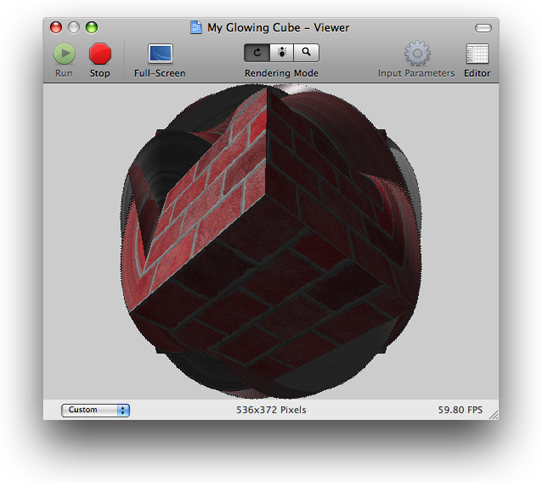 My Glowing Cube – Viewer
Run Stop Full-Screen Rendering Mode Input Parameters Editor
Custom 536x372 Pixels 59.80 FPS